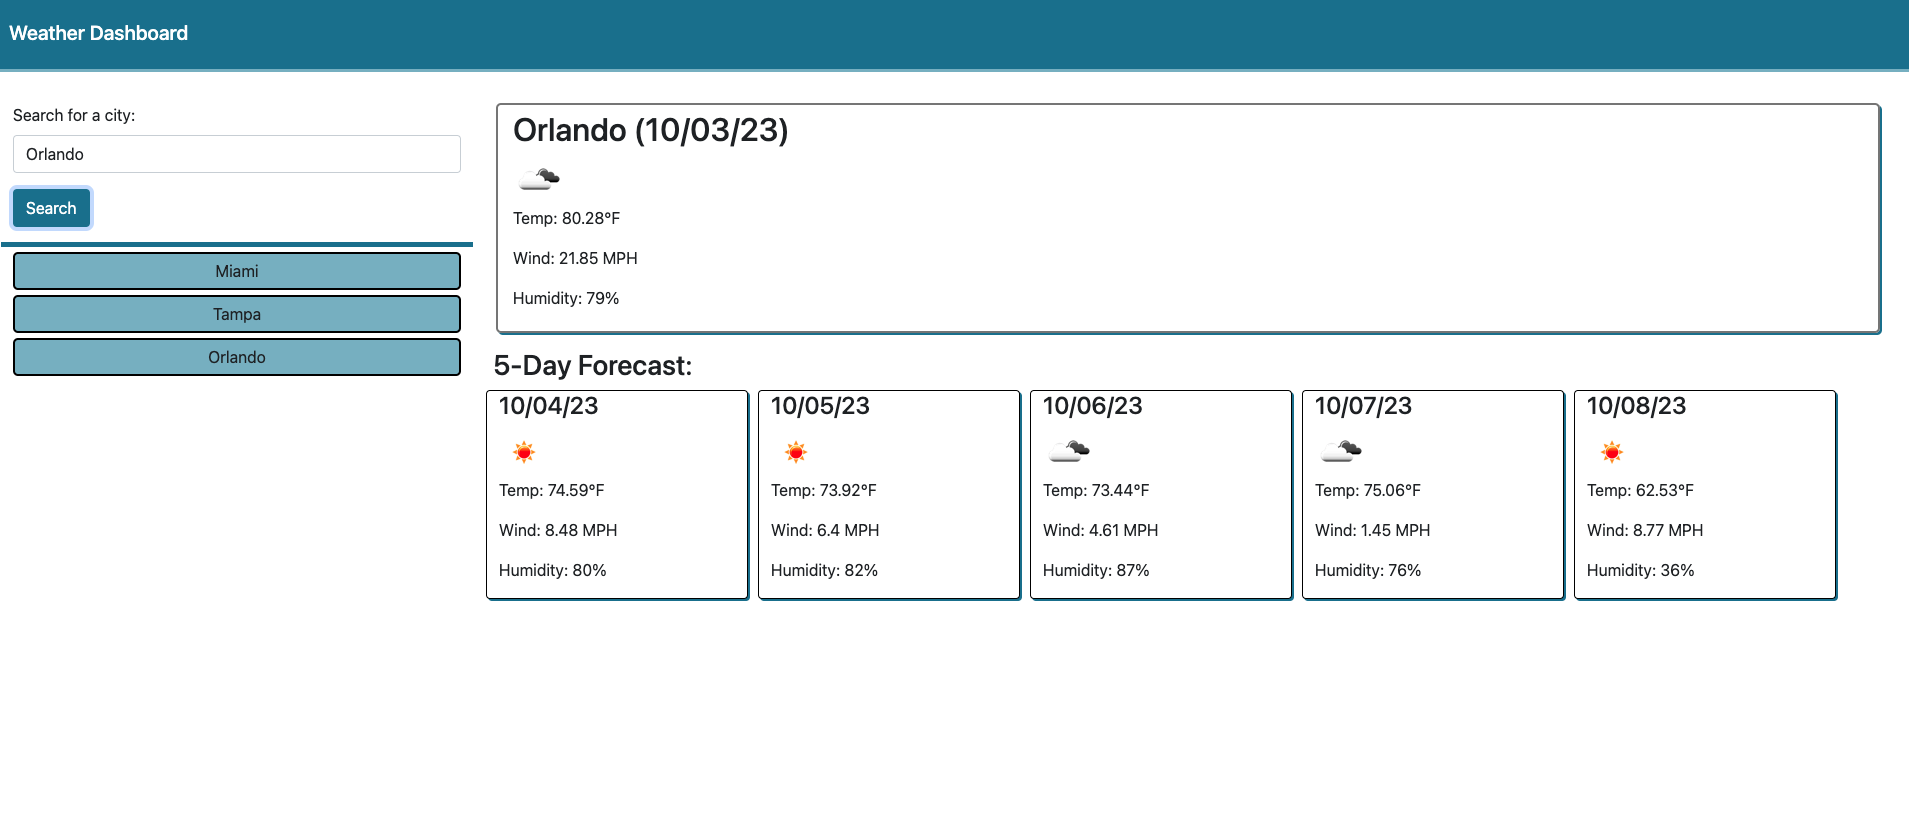 Weather Dashboard
Search for a city:
Orlando
Search
Miami
Tampa
Orlando
Orlando (10/03/23)
Temp: 80.28°F
Wind: 21.85 MPH
Humidity: 79%
5-Day Forecast:
10/04/23
Temp: 74.59°F
Wind: 8.48 MPH
Humidity: 80%
10/05/23
Temp: 73.92°F
Wind: 6.4 MPH
Humidity: 82%
10/06/23
Temp: 73.44°F
Wind: 4.61 MPH
Humidity: 87%
10/07/23
Temp: 75.06°F
Wind: 1.45 MPH
Humidity: 76%
10/08/23
Temp: 62.53°F
Wind: 8.77 MPH
Humidity: 36%